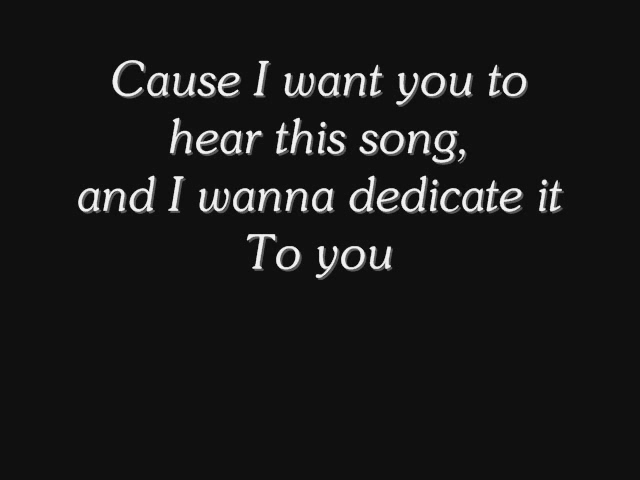 Cause I want you to
hear this song,
and I wanna dedicate it
To you